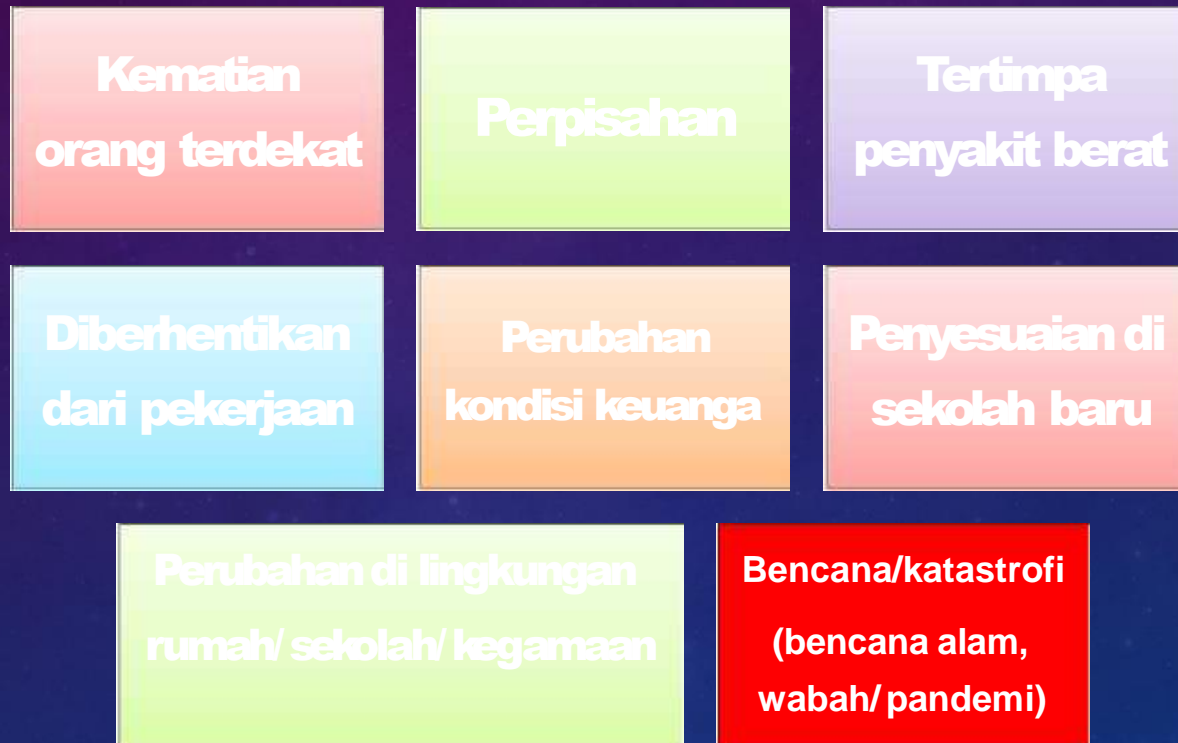 Kematian
orang terdekat
Perpisahan
Tertimpa
penyakit berat
Diberhentikan
dari pekerjaan
Perubahan
kondisi keuanga
Penyesuaian di
sekolah baru
Perubahan di lingkungan
rumah/ sekolah/ kegamaan
Bencana/katastrofi
(bencana alam,
wabah/ pandemi)